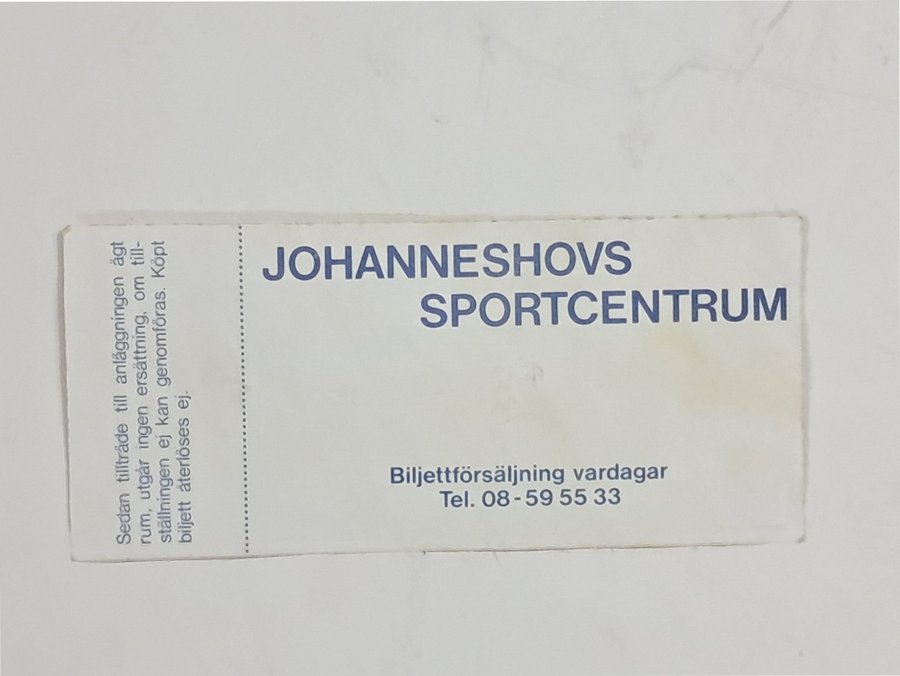 JOHANNESHOVS
SPORTCENTRUM
Biljettförsäljning vardagar
Tel. 08-59 55 33
Sedan tillträde till anläggningen ägt
rum, utgår ingen ersättning, om till-
ställningen ej kan genomföras. Köpt
biljett återlöses ej.